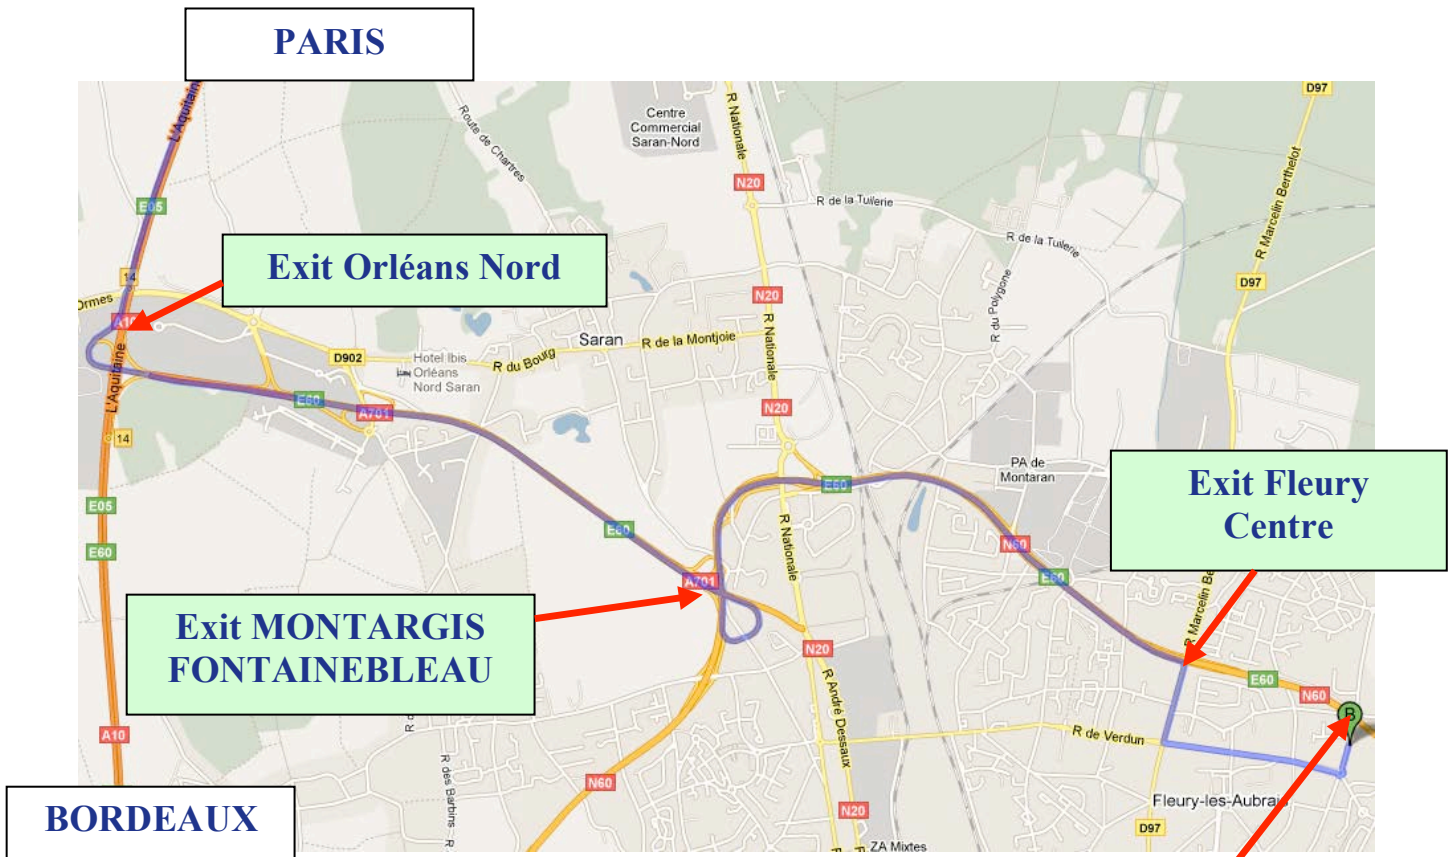 PARIS
D97
L'Aquitaine
Route de Chartres
Centre
Commercial
Saran-Nord
R Nationale
R Marcelin Berthelot
N20
E05
R de la Tuilerie
R de la Tuilerie
Exit Orléans Nord
14
D97
Ormes
N20
R du Polygone
A10
R Nationale
Saran
R de la Montjoie
D902
Hotel Ibis
Orléans
Nord Saran
R du Bourg
L'Aquitaine
E60
A701
N20
14
PA de
Montaran
Exit Fleury
Centre
E60
E05
E60
E60
N60
R Nationale
A701
E60
R Marcelin Be
Exit MONTARGIS
FONTAINEBLEAU
N20
E60
N60
R André Dessaux
B
A10
R de Verdun
R des Barbins
N60
BORDEAUX
N20
Fleury-les-Aubrai
D97
ZA Mixtes